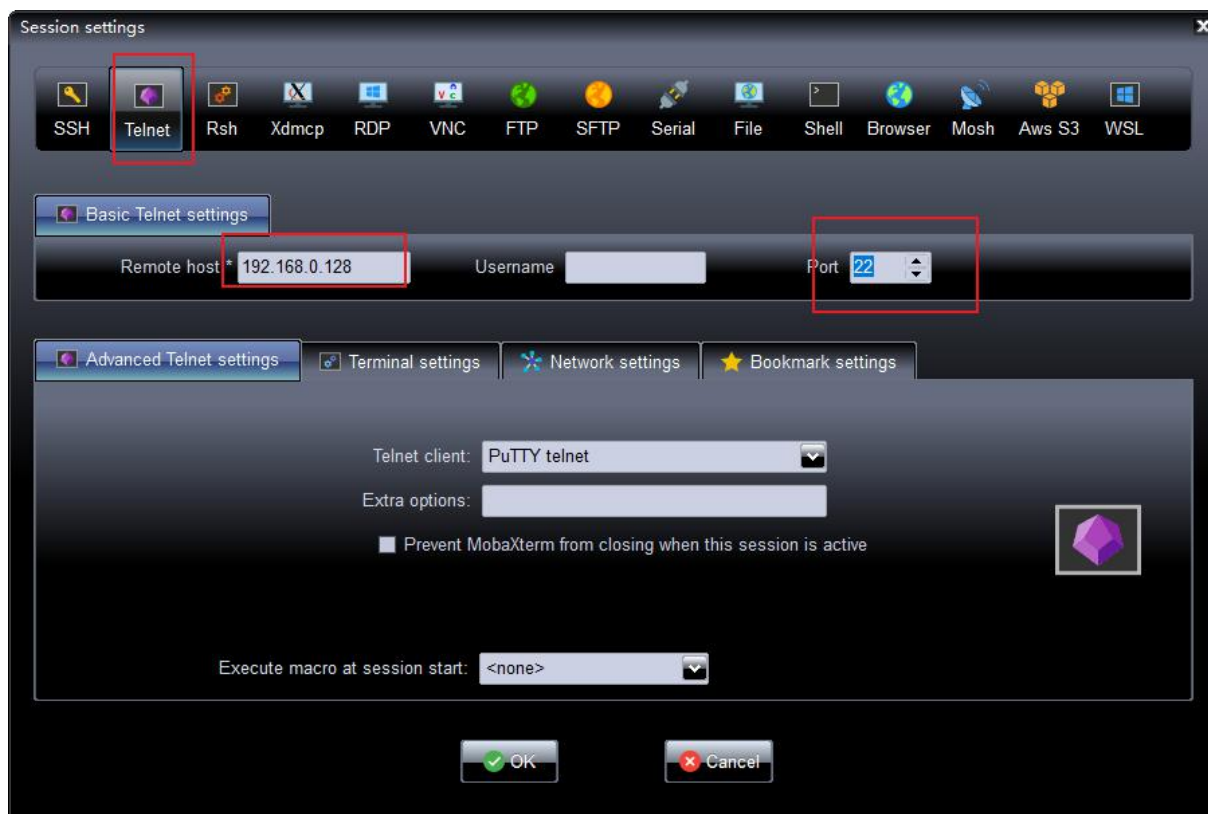 Session settings
SSH Telnet Rsh Xdmcp RDP VNC FTP SFTP Serial File Shell Browser Mosh Aws S3 WSL
Basic Telnet settings
Remote host * 192.168.0.128 Username Port 22
Advanced Telnet settings Terminal settings Network settings Bookmark settings
Telnet client: PuTTY telnet
Extra options:
Prevent MobaXterm from closing when this session is active
Execute macro at session start: <none>
OK Cancel